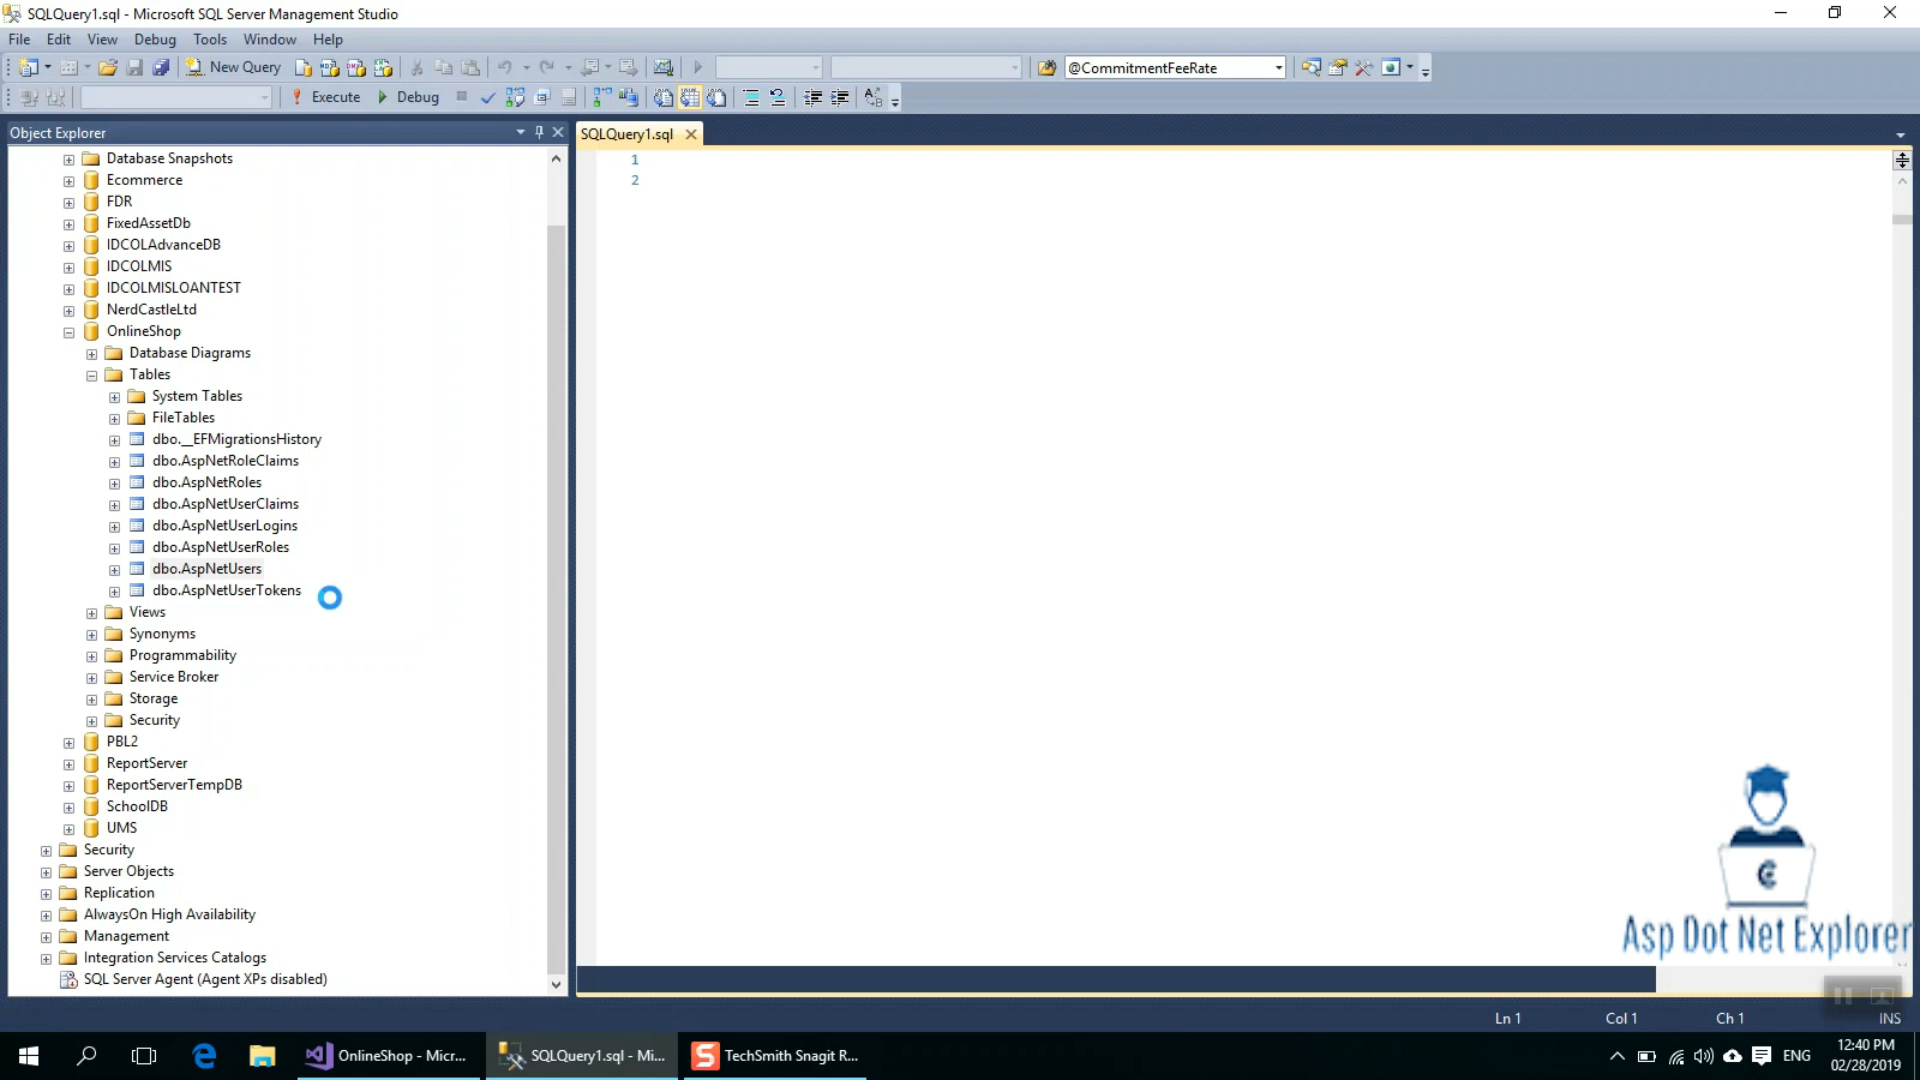 SQLQuery1.sql - Microsoft SQL Server Management Studio
File Edit View Debug Tools Window Help
New Query @CommitmentFeeRate
Execute Debug
Object Explorer
Database Snapshots
Ecommerce
FDR
FixedAssetDb
IDCOLAdvanceDB
IDCOLMIS
IDCOLMISLOANTEST
NerdCastleLtd
OnlineShop
Database Diagrams
Tables
System Tables
FileTables
dbo.__EFMigrationsHistory
dbo.AspNetRoleClaims
dbo.AspNetRoles
dbo.AspNetUserClaims
dbo.AspNetUserLogins
dbo.AspNetUserRoles
dbo.AspNetUsers
dbo.AspNetUserTokens
Views
Synonyms
Programmability
Service Broker
Storage
Security
PBL2
ReportServer
ReportServerTempDB
SchoolDB
UMS
Security
Server Objects
Replication
AlwaysOn High Availability
Management
Integration Services Catalogs
SQL Server Agent (Agent XPs disabled)
SQLQuery1.sql
1
2
Asp Dot Net Explorer
Ln 1 Col 1 Ch 1 INS
OnlineShop - Micr...
SQLQuery1.sql - Mi...
TechSmith Snagit R...
ENG
12:40 PM
02/28/2019